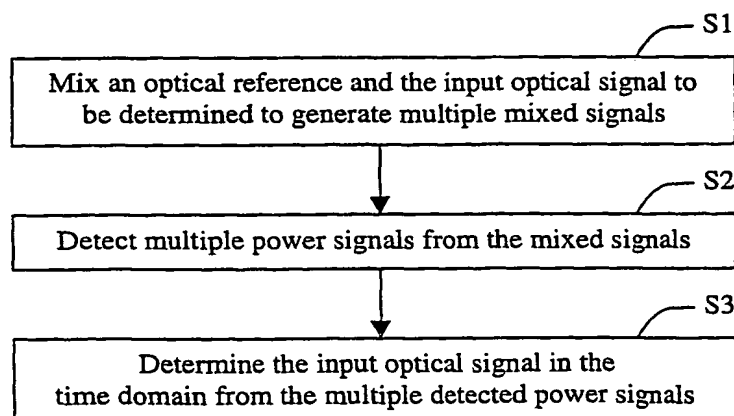 S1
Mix an optical reference and the input optical signal to
be determined to generate multiple mixed signals
S2
Detect multiple power signals from the mixed signals
S3
Determine the input optical signal in the
time domain from the multiple detected power signals